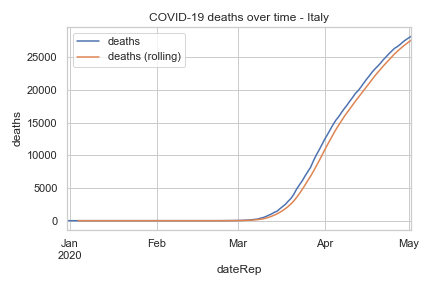 COVID-19 deaths over time - Italy
deaths
deaths (rolling)
deaths
25000
20000
15000
10000
5000
0
Jan
2020
Feb
Mar
Apr
May
dateRep